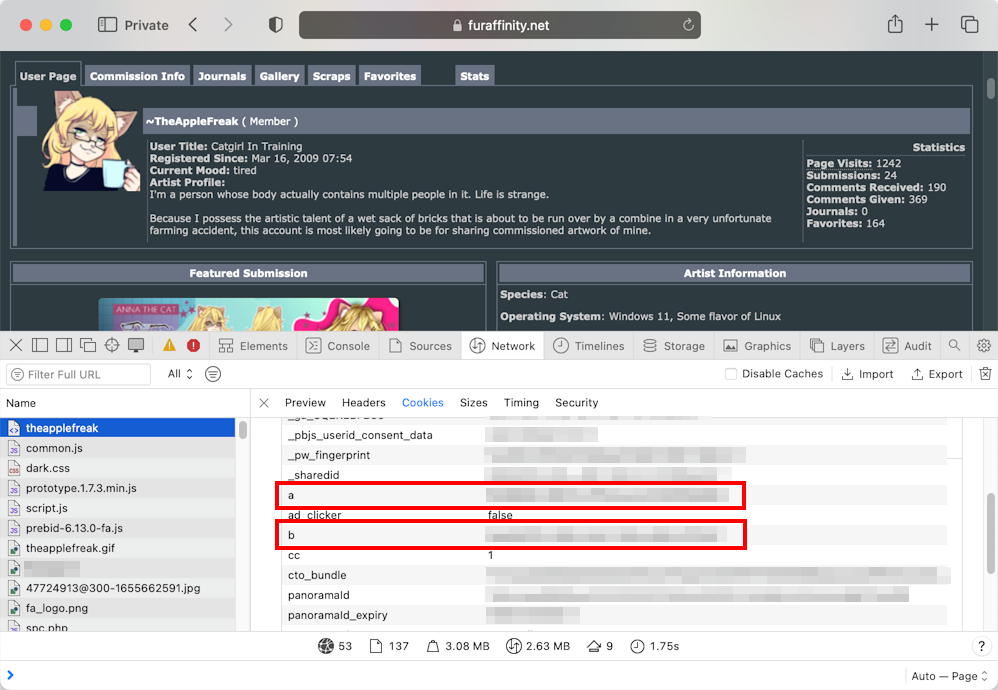 Private
furaffinity.net
User Page Commission Info Journals Gallery Scraps Favorites Stats
~TheAppleFreak ( Member )
User Title: Catgirl In Training
Registered Since: Mar 16, 2009 07:54
Current Mood: tired
Artist Profile:
I'm a person whose body actually contains multiple people in it. Life is strange.
Because I possess the artistic talent of a wet sack of bricks that is about to be run over by a combine in a very unfortunate
farming accident, this account is most likely going to be for sharing commissioned artwork of mine.
Statistics
Page Visits: 1242
Submissions: 24
Comments Received: 190
Comments Given: 369
Journals: 0
Favorites: 164
Featured Submission
ANNA THE CAT
Artist Information
Species: Cat
Operating System: Windows 11, Some flavor of Linux
Elements Console Sources Network Timelines Storage Graphics Layers Audit
Filter Full URL All Disable Caches Import Export
Name
Preview Headers Cookies Sizes Timing Security
theapplefreak
common.js
dark.css
prototype.1.7.3.min.js
script.js
prebid-6.13.0-fa.js
theapplefreak.gif
47724913@300-1655662591.jpg
fa_logo.png
spc.php
_pbjs_userid_consent_data
_pw_fingerprint
_sharedid
a
ad_clicker false
b
cc 1
cto_bundle
panoramaId
panoramaId_expiry
53 137 3.08 MB 2.63 MB 9 1.75s
?
Auto — Page